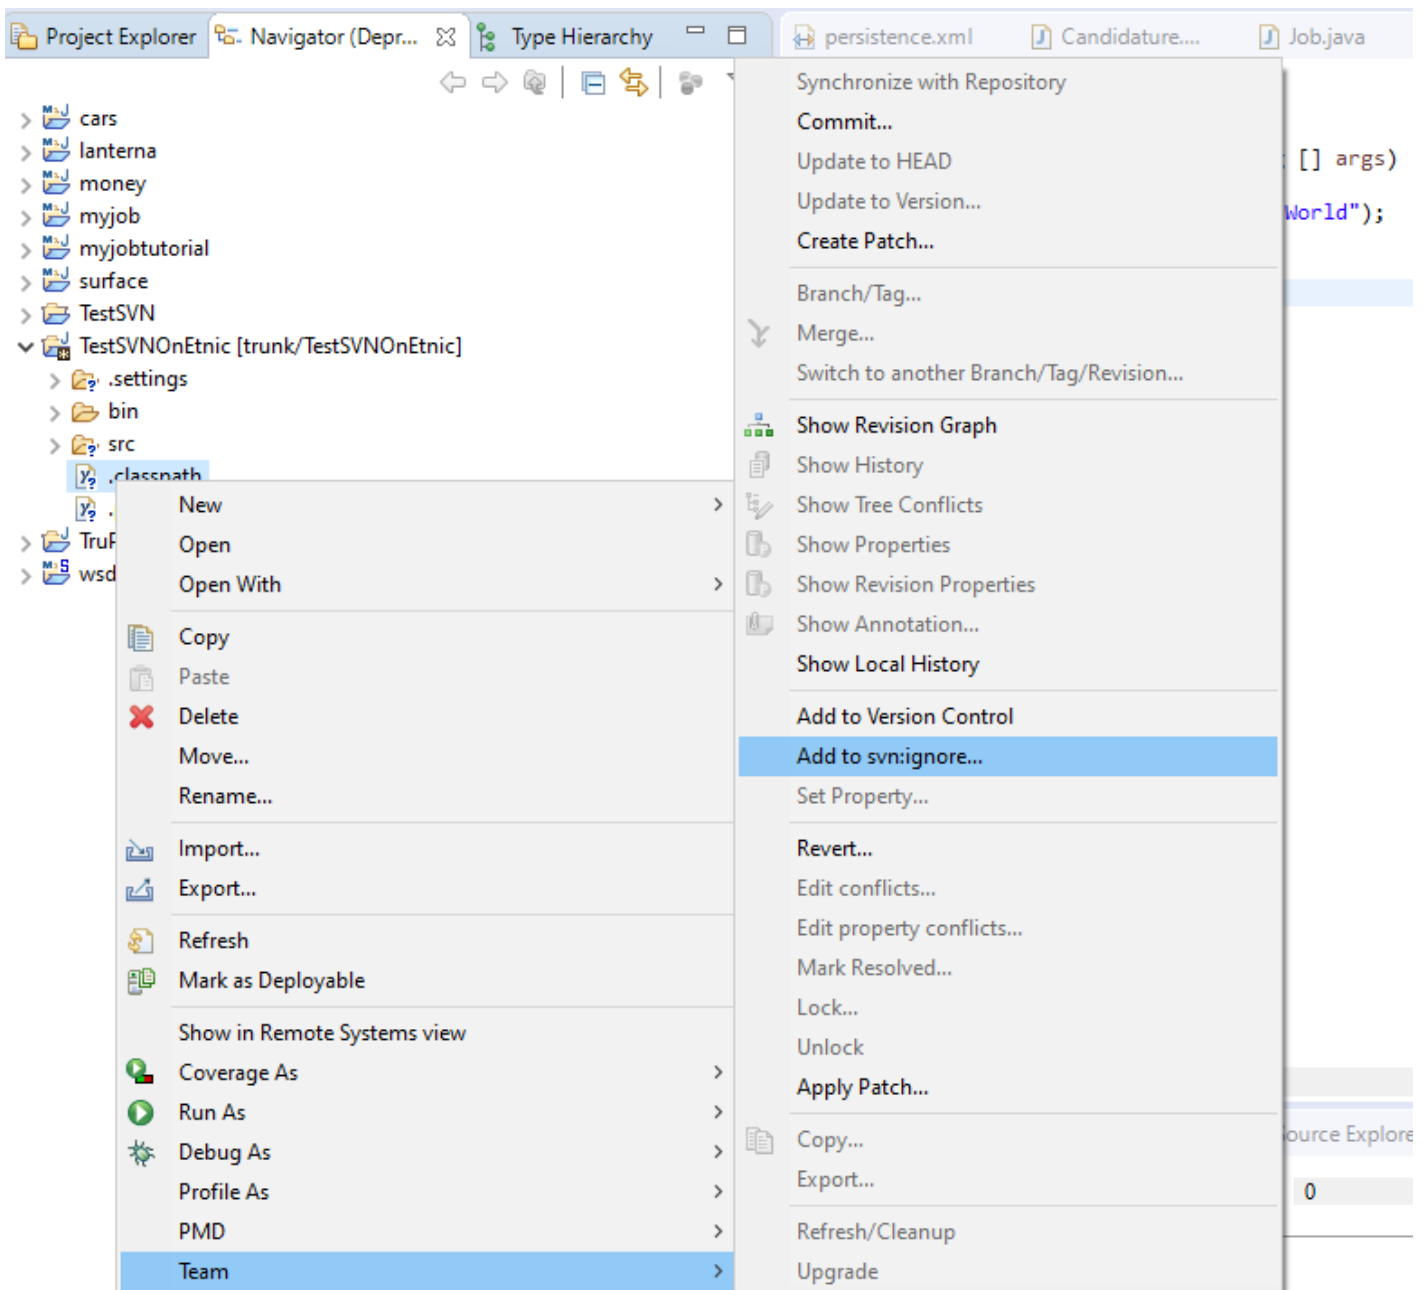 Project Explorer
Navigator (Depr...
Type Hierarchy
persistence.xml
Candidature....
Job.java
cars
lanterna
money
myjob
myjobtutorial
surface
TestSVN
TestSVNOnEtnic [trunk/TestSVNOnEtnic]
.settings
bin
src
.classpath
TruP
wsd
New
Open
Open With
Copy
Paste
Delete
Move...
Rename...
Import...
Export...
Refresh
Mark as Deployable
Show in Remote Systems view
Coverage As
Run As
Debug As
Profile As
PMD
Team
Synchronize with Repository
Commit...
Update to HEAD
Update to Version...
Create Patch...
Branch/Tag...
Merge...
Switch to another Branch/Tag/Revision...
Show Revision Graph
Show History
Show Tree Conflicts
Show Properties
Show Revision Properties
Show Annotation...
Show Local History
Add to Version Control
Add to svn:ignore...
Set Property...
Revert...
Edit conflicts...
Edit property conflicts...
Mark Resolved...
Lock...
Unlock
Apply Patch...
Copy...
Export...
Refresh/Cleanup
Upgrade
[] args)
World");
ource Explore
0